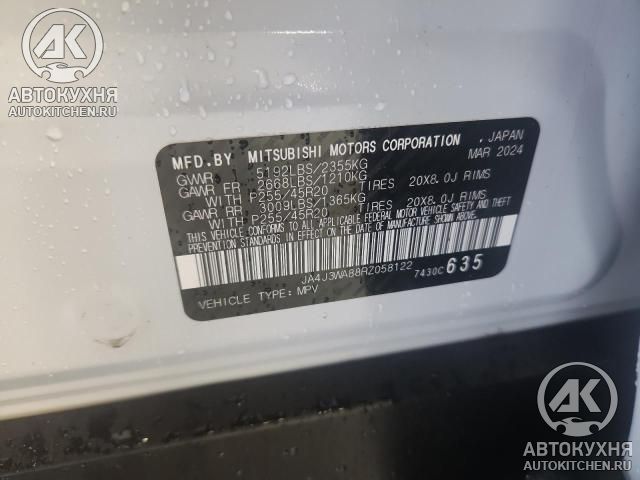 АК
АВТОКУХНЯ
AUTOKITCHEN.RU
MFD.BY MITSUBISHI MOTORS CORPORATION , JAPAN
GVWR 5192LBS/2355KG MAR 2024
GAWR FR 2668LBS/1210KG
WITH P255/45R20 TIRES 20X8.0J RIMS
GAWR RR 3009LBS/1365KG
WITH P255/45R20 TIRES 20X8.0J RIMS
THIS VEHICLE CONFORMS TO ALL APPLICABLE FEDERAL MOTOR VEHICLE SAFETY AND THEFT
PREVENTION STANDARDS IN EFFECT ON THE DATE OF MANUFACTURE SHOWN ABOVE.
JA4J3WA88RZ058122 7430C 635
VEHICLE TYPE: MPV
АК
АВТОКУХНЯ
AUTOKITCHEN.RU